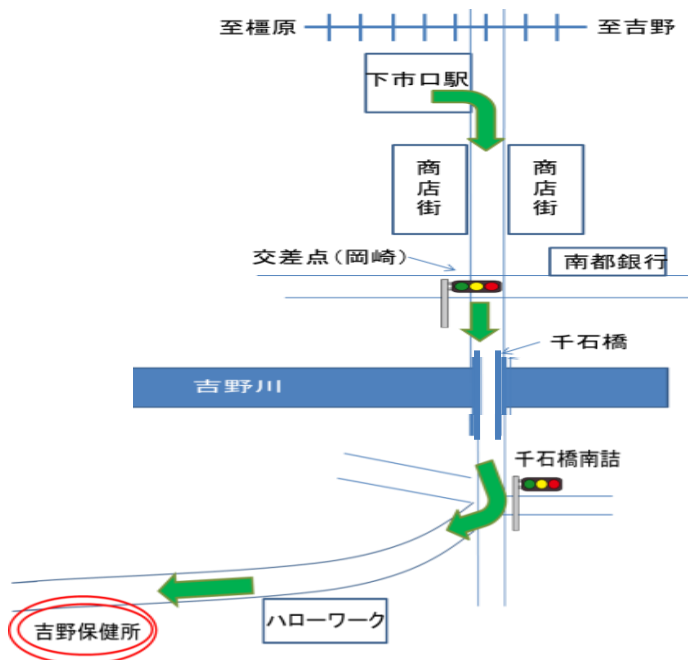 至橿原
至吉野
下市口駅
商店街
商店街
交差点(岡崎)
南都銀行
千石橋
吉野川
千石橋南詰
ハローワーク
吉野保健所